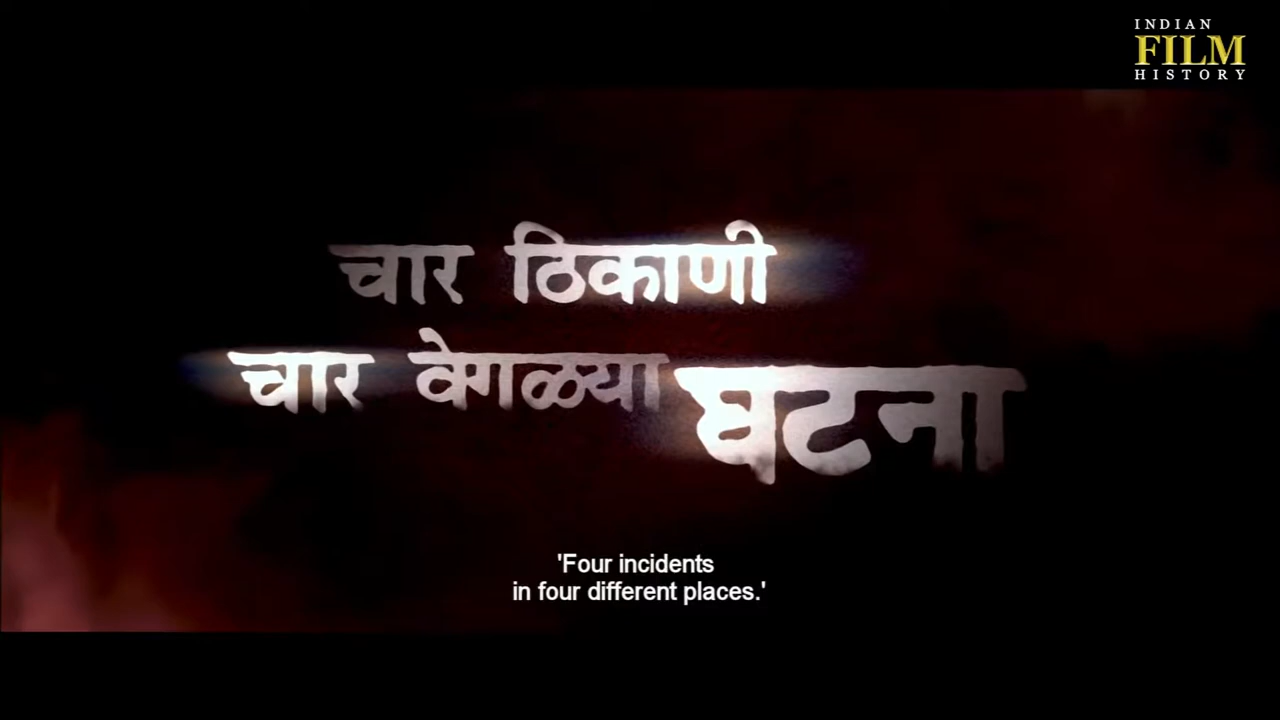 INDIAN
FILM
HISTORY
चार ठिकाणी
चार वेगळ्या घटना
'Four incidents
in four different places.'